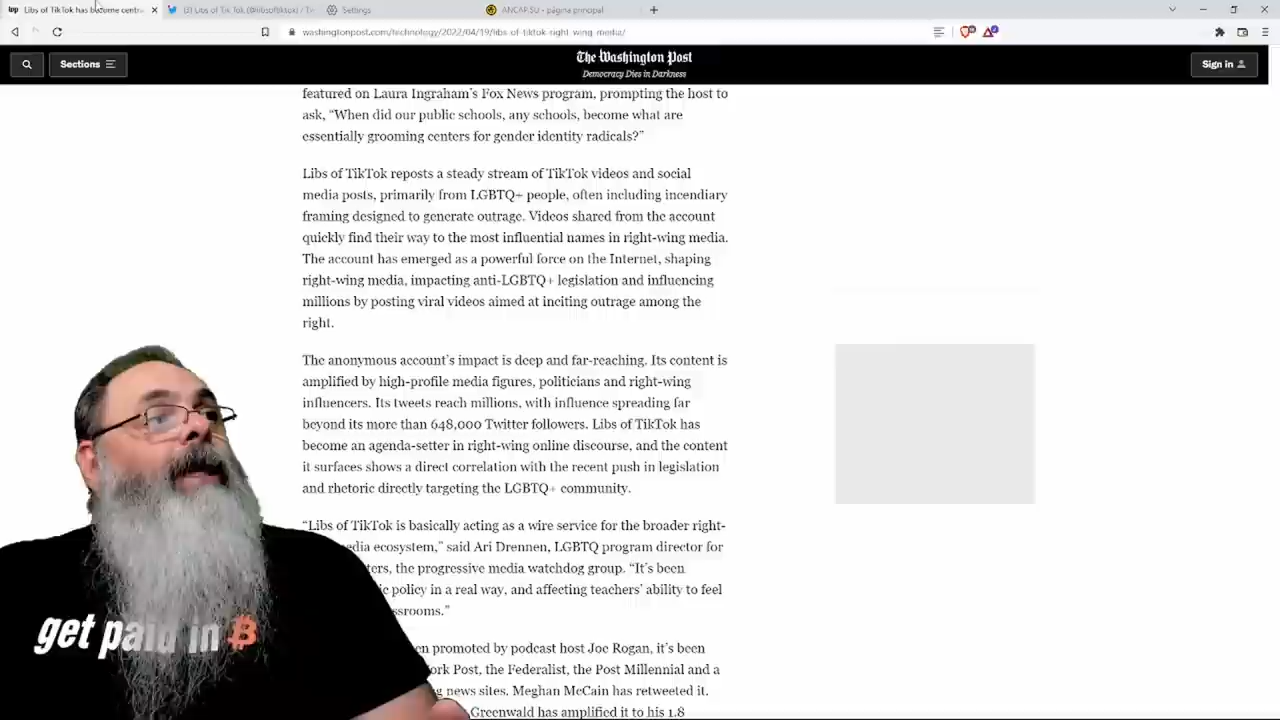 Libs of TikTok has become centra
(3) Libs of TikTok (@libsoftiktok) / Tw
Settings
ANCAP.SU - página principal
washingtonpost.com/technology/2022/04/19/libs-of-tiktok-right-wing-media/
Sections
The Washington Post
Democracy Dies in Darkness
Sign in
featured on Laura Ingraham's Fox News program, prompting the host to
ask, “When did our public schools, any schools, become what are
essentially grooming centers for gender identity radicals?”
Libs of TikTok reposts a steady stream of TikTok videos and social
media posts, primarily from LGBTQ+ people, often including incendiary
framing designed to generate outrage. Videos shared from the account
quickly find their way to the most influential names in right-wing media.
The account has emerged as a powerful force on the Internet, shaping
right-wing media, impacting anti-LGBTQ+ legislation and influencing
millions by posting viral videos aimed at inciting outrage among the
right.
The anonymous account's impact is deep and far-reaching. Its content is
amplified by high-profile media figures, politicians and right-wing
influencers. Its tweets reach millions, with influence spreading far
beyond its more than 648,000 Twitter followers. Libs of TikTok has
become an agenda-setter in right-wing online discourse, and the content
it surfaces shows a direct correlation with the recent push in legislation
and rhetoric directly targeting the LGBTQ+ community.
“Libs of TikTok is basically acting as a wire service for the broader right-
edia ecosystem,” said Ari Drennen, LGBTQ program director for
ters, the progressive media watchdog group. “It's been
ic policy in a real way, and affecting teachers' ability to feel
ssrooms.”
en promoted by podcast host Joe Rogan, it's been
ork Post, the Federalist, the Post Millennial and a
g news sites. Meghan McCain has retweeted it.
Greenwald has amplified it to his 1.8
get paid in